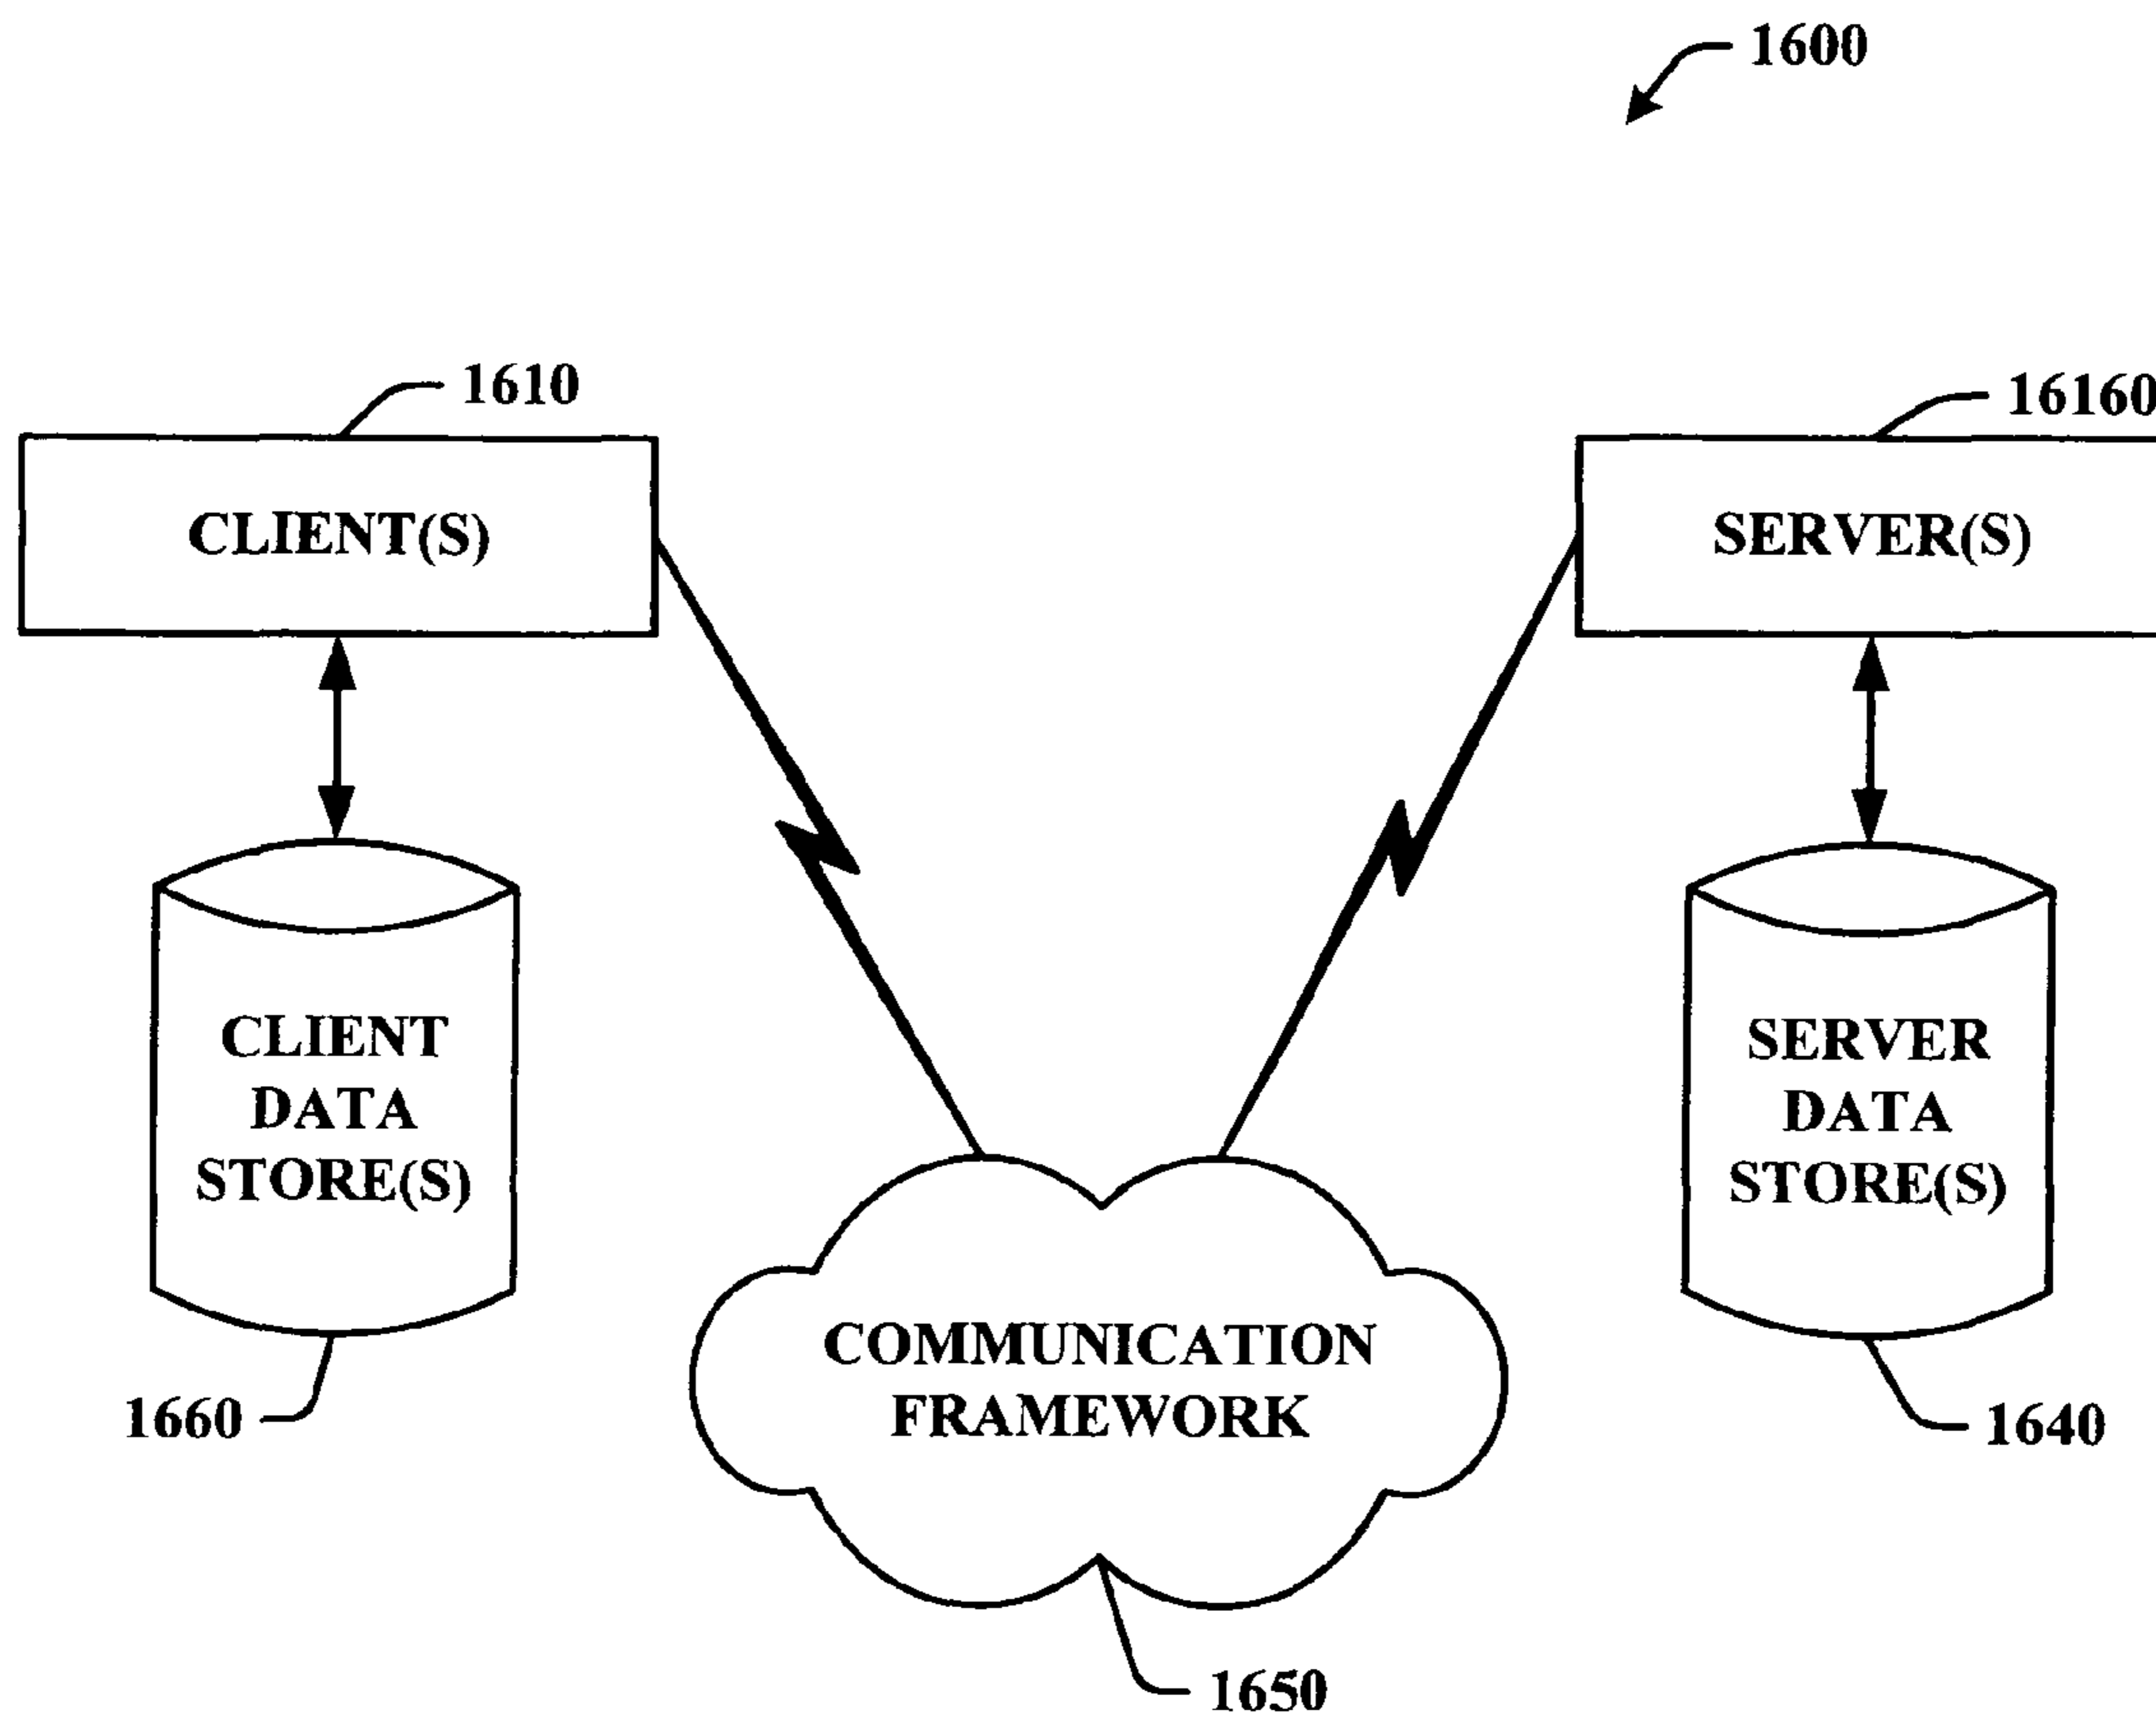 1600
1610
16160
CLIENT(S)
SERVER(S)
CLIENT
DATA
STORE(S)
SERVER
DATA
STORE(S)
COMMUNICATION
FRAMEWORK
1660
1640
1650